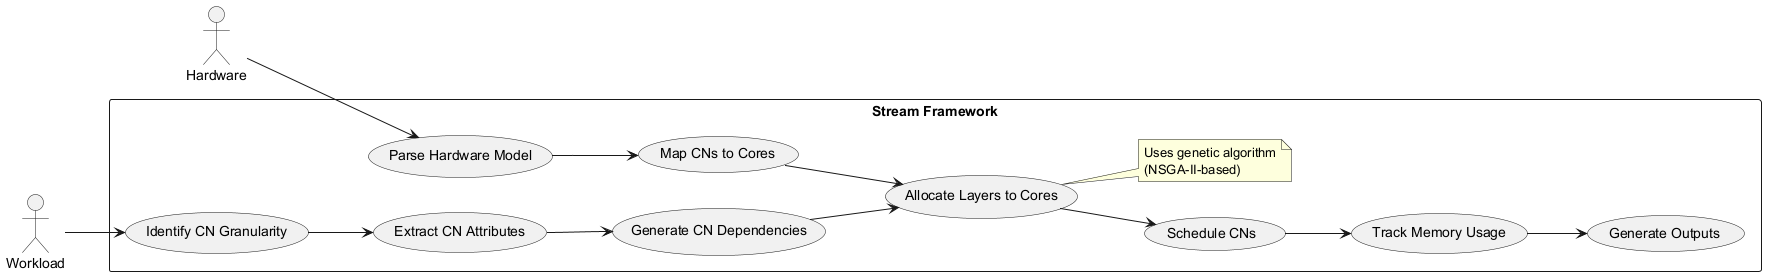 Hardware
Stream Framework
Uses genetic algorithm
(NSGA-II-based)
Parse Hardware Model
Map CNs to Cores
Allocate Layers to Cores
Workload
Identify CN Granularity
Extract CN Attributes
Generate CN Dependencies
Schedule CNs
Track Memory Usage
Generate Outputs